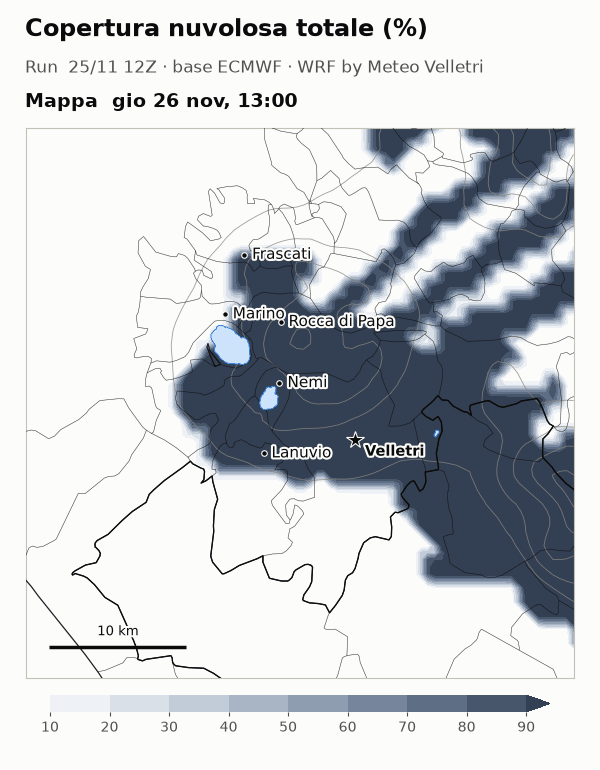 Copertura nuvolosa totale (%)
Run  25/11 12Z · base ECMWF · WRF by Meteo Velletri
Mappa  gio 26 nov, 13:00
Frascati
Marino
Rocca di Papa
Nemi
Velletri
Lanuvio
10 km
10 20 30 40 50 60 70 80 90